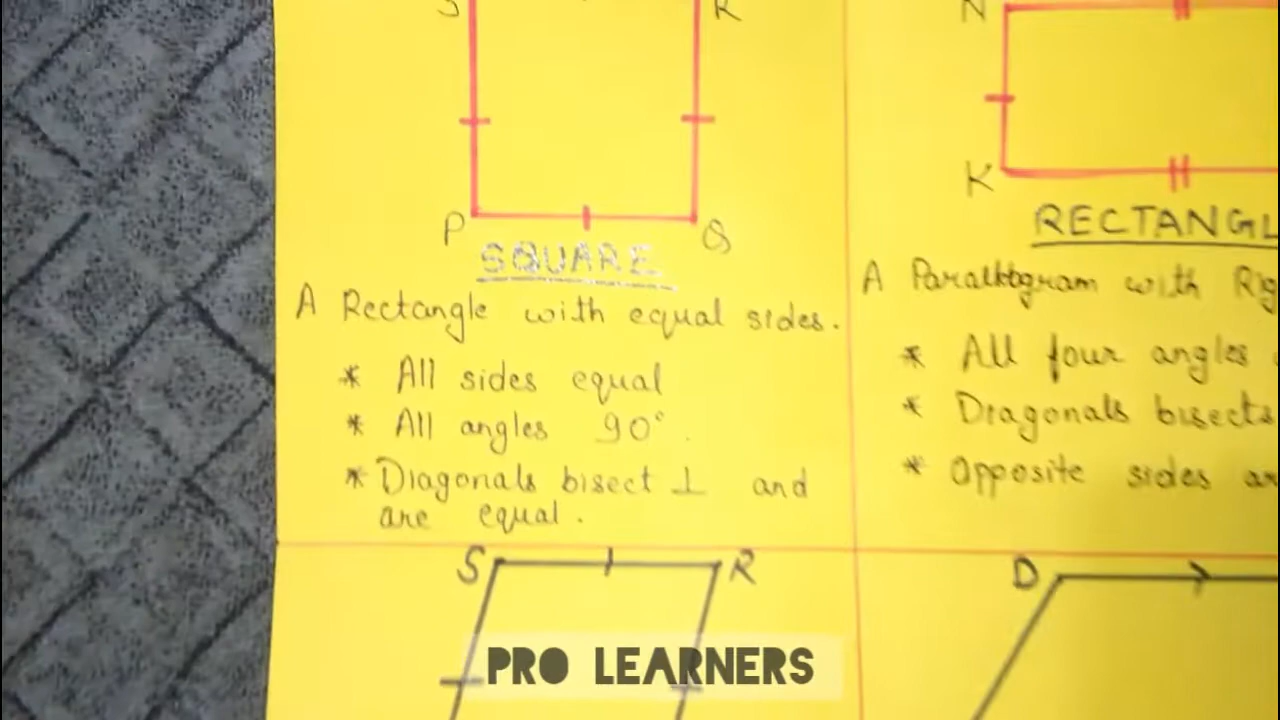 S R
P Q
SQUARE
A Rectangle with equal sides.
* All sides equal
* All angles 90°.
* Diagonals bisect ⊥ and
are equal.
N
K
RECTANGL
A Parallelogram with Rig
* All four angles
* Diagonals bisects
* Opposite sides ar
S R
D
PRO LEARNERS